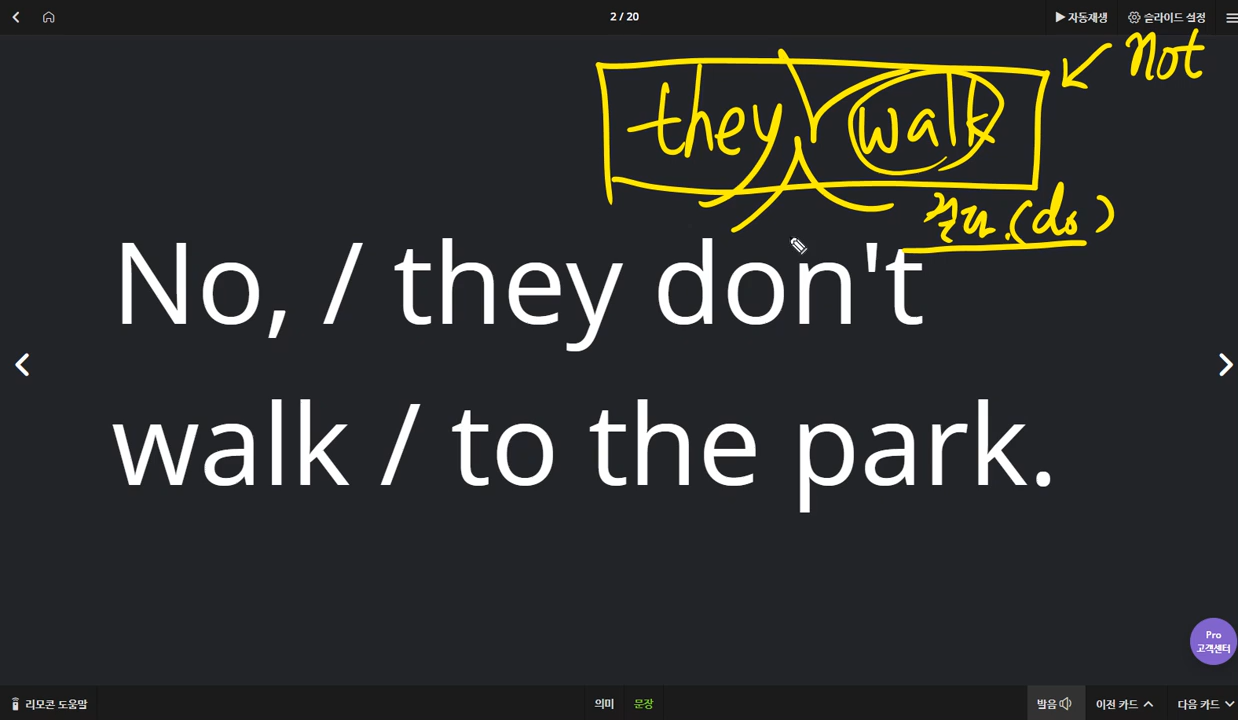 2 / 20
자동재생
슬라이드 설정
not
they walk
(do)
No, / they don't
walk / to the park.
Pro
고객센터
리모콘 도움말
의미
문장
발음
이전 카드
다음 카드